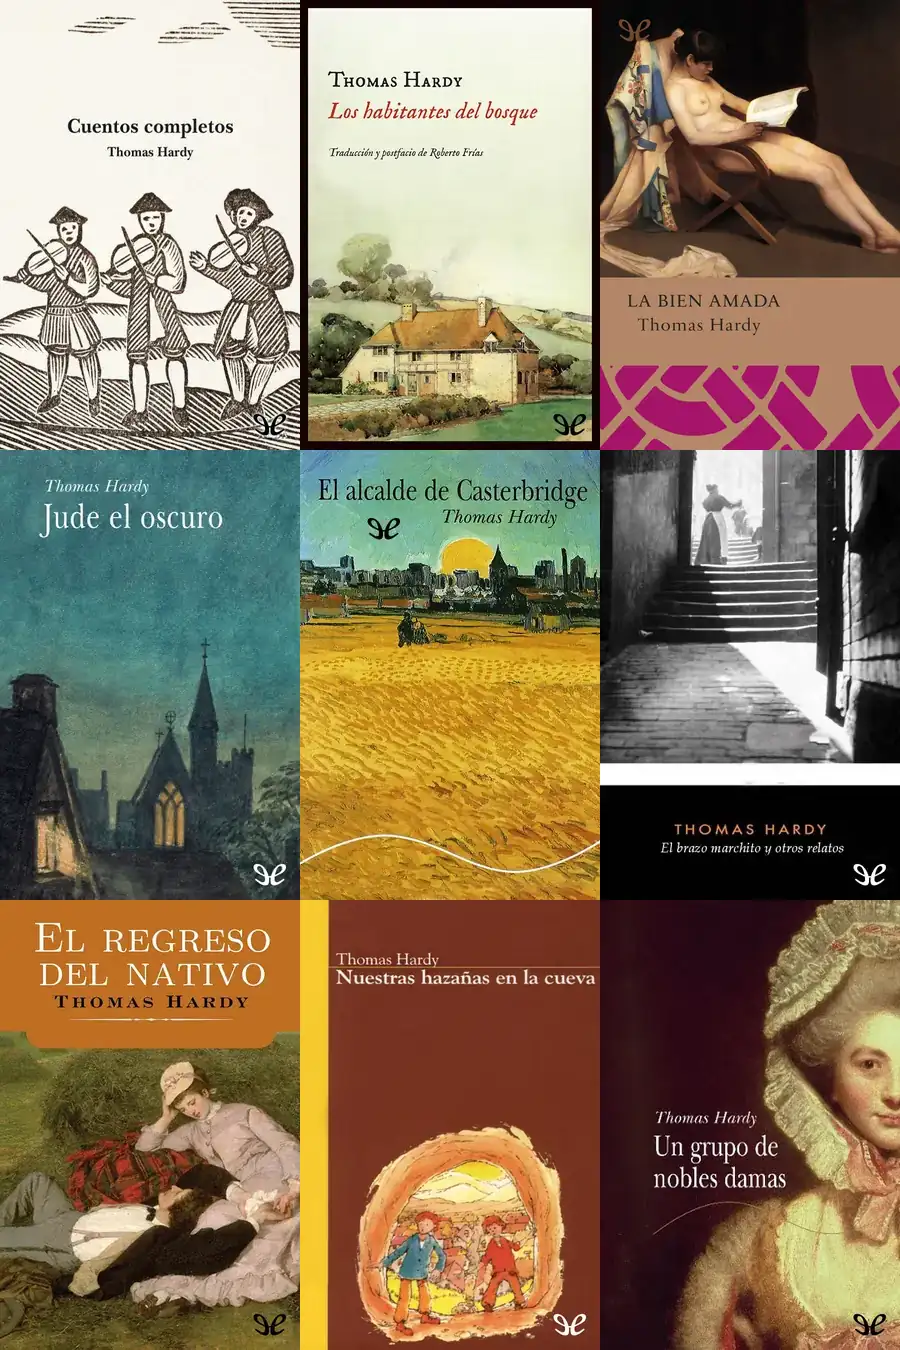 Cuentos completos
Thomas Hardy
THOMAS HARDY
Los habitantes del bosque
Traducción y postfacio de Roberto Frías
LA BIEN AMADA
Thomas Hardy
Thomas Hardy
Jude el oscuro
El alcalde de Casterbridge
Thomas Hardy
THOMAS HARDY
El brazo marchito y otros relatos
EL REGRESO
DEL NATIVO
THOMAS HARDY
Thomas Hardy
Nuestras hazañas en la cueva
Thomas Hardy
Un grupo de
nobles damas